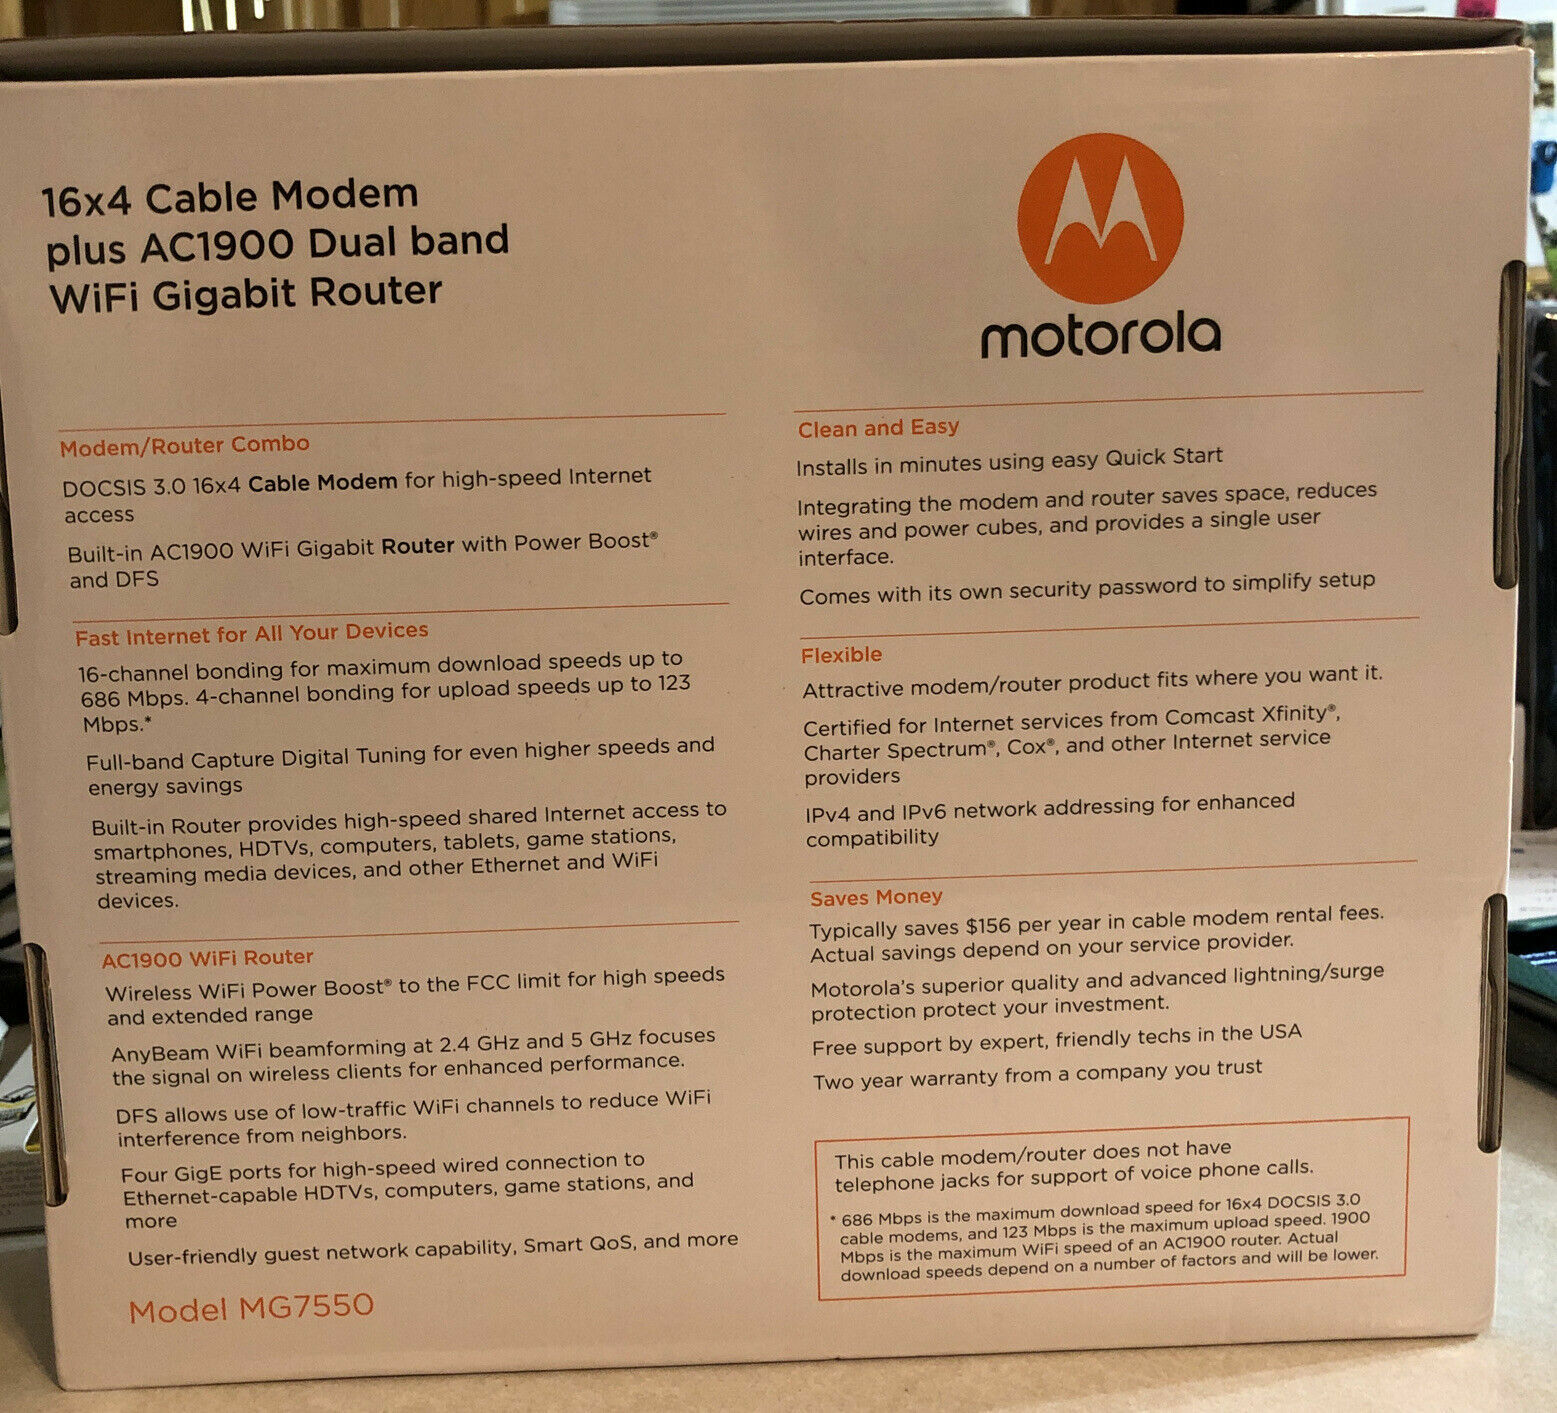 16x4 Cable Modem
plus AC1900 Dual band
WiFi Gigabit Router
motorola
Modem/Router Combo
DOCSIS 3.0 16x4 Cable Modem for high-speed Internet
access
Built-in AC1900 WiFi Gigabit Router with Power Boost®
and DFS
Fast Internet for All Your Devices
16-channel bonding for maximum download speeds up to
686 Mbps. 4-channel bonding for upload speeds up to 123
Mbps.*
Full-band Capture Digital Tuning for even higher speeds and
energy savings
Built-in Router provides high-speed shared Internet access to
smartphones, HDTVs, computers, tablets, game stations,
streaming media devices, and other Ethernet and WiFi
devices.
AC1900 WiFi Router
Wireless WiFi Power Boost® to the FCC limit for high speeds
and extended range
AnyBeam WiFi beamforming at 2.4 GHz and 5 GHz focuses
the signal on wireless clients for enhanced performance.
DFS allows use of low-traffic WiFi channels to reduce WiFi
interference from neighbors.
Four GigE ports for high-speed wired connection to
Ethernet-capable HDTVs, computers, game stations, and
more
User-friendly guest network capability, Smart QoS, and more
Model MG7550
Clean and Easy
Installs in minutes using easy Quick Start
Integrating the modem and router saves space, reduces
wires and power cubes, and provides a single user
interface.
Comes with its own security password to simplify setup
Flexible
Attractive modem/router product fits where you want it.
Certified for Internet services from Comcast Xfinity®,
Charter Spectrum®, Cox®, and other Internet service
providers
IPv4 and IPv6 network addressing for enhanced
compatibility
Saves Money
Typically saves $156 per year in cable modem rental fees.
Actual savings depend on your service provider.
Motorola's superior quality and advanced lightning/surge
protection protect your investment.
Free support by expert, friendly techs in the USA
Two year warranty from a company you trust
This cable modem/router does not have
telephone jacks for support of voice phone calls.
* 686 Mbps is the maximum download speed for 16x4 DOCSIS 3.0
cable modems, and 123 Mbps is the maximum upload speed. 1900
Mbps is the maximum WiFi speed of an AC1900 router. Actual
download speeds depend on a number of factors and will be lower.